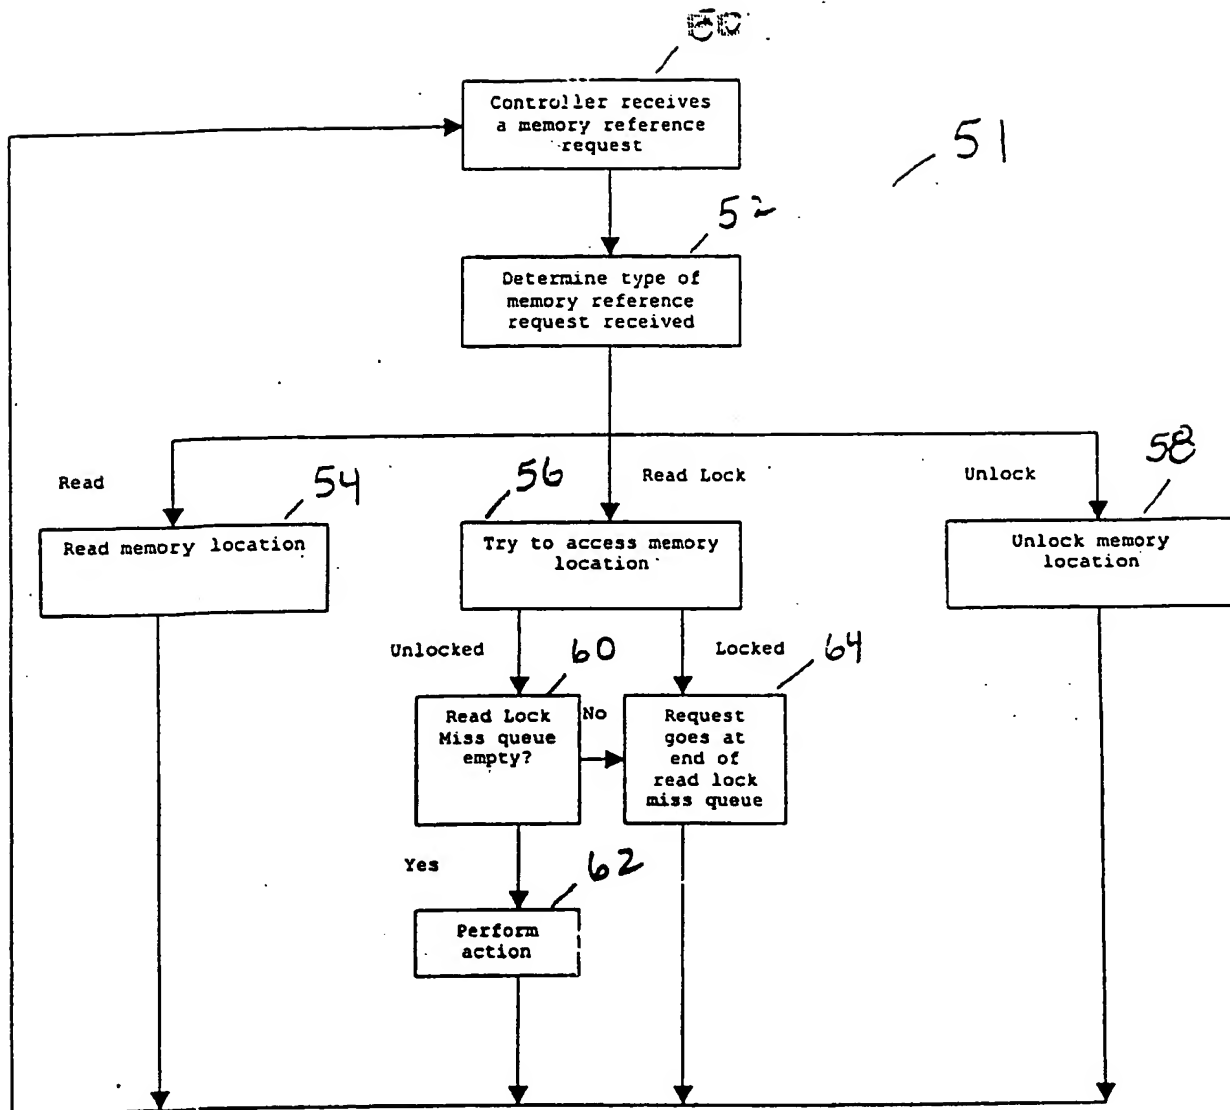 Controller receives
a memory reference
request
51
52
Determine type of
memory reference
request received
58
Read
54
56
Read Lock
Unlock
Read memory location
Try to access memory
location
Unlock memory
location
Unlocked
60
Locked
64
Read Lock
Miss queue
empty?
No
Request
goes at
end of
read lock
miss queue
Yes
62
Perform
action